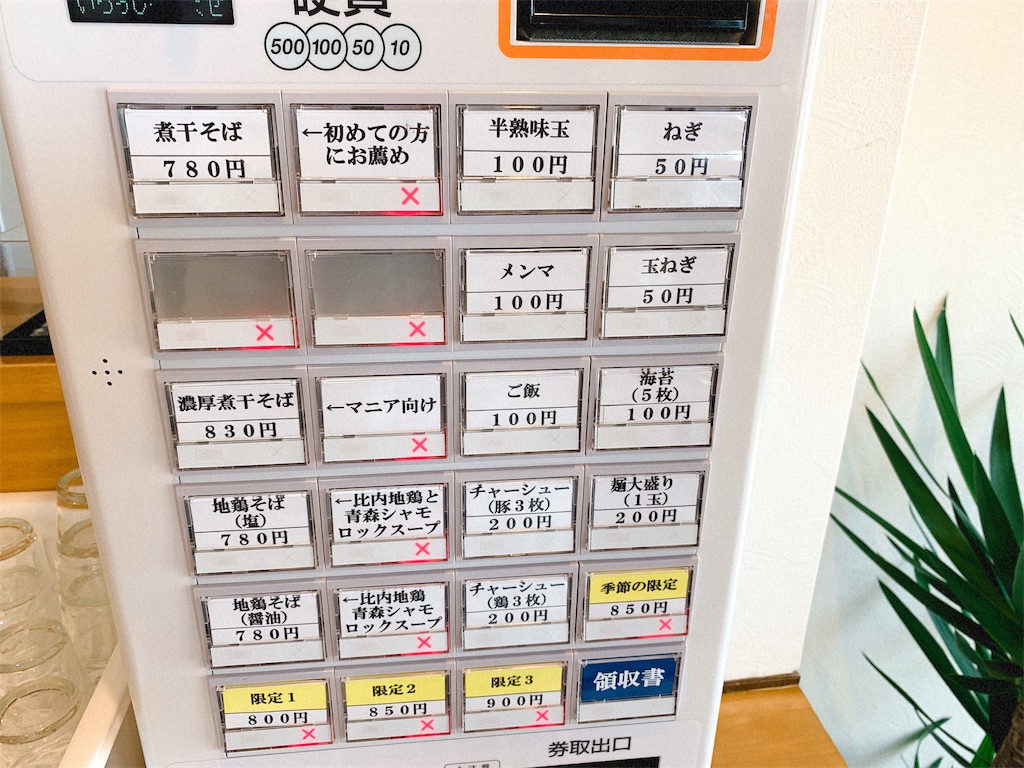 硬貨
500 100 50 10
煮干そば
780円
←初めての方
にお薦め
×
半熟味玉
100円
ねぎ
50円
×
×
メンマ
100円
玉ねぎ
50円
濃厚煮干そば
830円
←マニア向け
×
ご飯
100円
海苔
(5枚)
100円
地鶏そば
(塩)
780円
←比内地鶏と
青森シャモ
ロックスープ
×
チャーシュー
(豚3枚)
200円
麺大盛り
(1玉)
200円
地鶏そば
(醤油)
780円
←比内地鶏
青森シャモ
ロックスープ
×
チャーシュー
(鶏3枚)
200円
季節の限定
850円
×
限定1
800円
×
限定2
850円
×
限定3
900円
×
領収書
券取出口